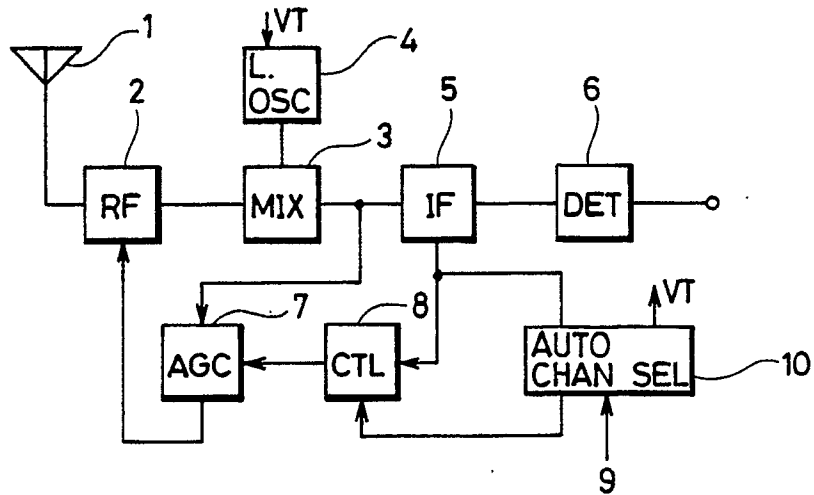 1
VT
4
L.
OSC
2
3
5
6
RF
MIX
IF
DET
7
8
VT
AGC
CTL
AUTO
CHAN SEL
10
9